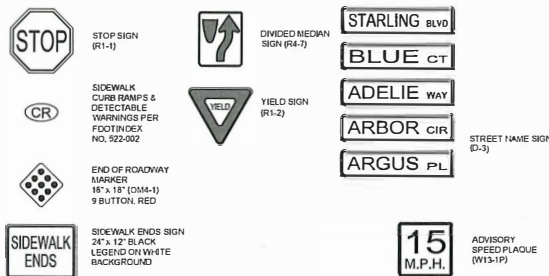 STOP
STOP SIGN
(R1-1)
CR
SIDEWALK
CURB RAMPS &
DETECTABLE
WARNINGS PER
FDOTINDEX
NO. 522-002
END OF ROADWAY
MARKER
18" x 18" (OM4-1)
9 BUTTON, RED
SIDEWALK
ENDS
SIDEWALK ENDS SIGN
24" x 12" BLACK
LEGEND ON WHITE
BACKGROUND
DIVIDED MEDIAN
SIGN (R4-7)
YIELD
YIELD SIGN
(R1-2)
STARLING BLVD
BLUE CT
ADELIE WAY
ARBOR CIR
ARGUS PL
STREET NAME SIGN
(D-3)
15
M.P.H.
ADVISORY
SPEED PLAQUE
(W13-1P)